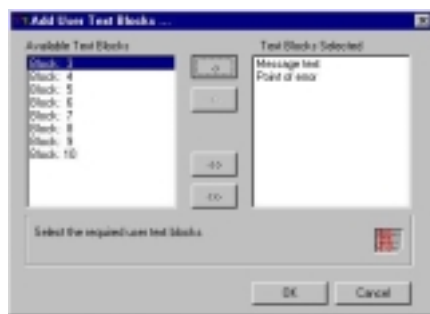 Add User Text Blocks ...
Available Text Blocks
Block: 3
Block: 4
Block: 5
Block: 6
Block: 7
Block: 8
Block: 9
Block: 10
Text Blocks Selected
Message text
Point of error
Select the required user text blocks.
OK
Cancel